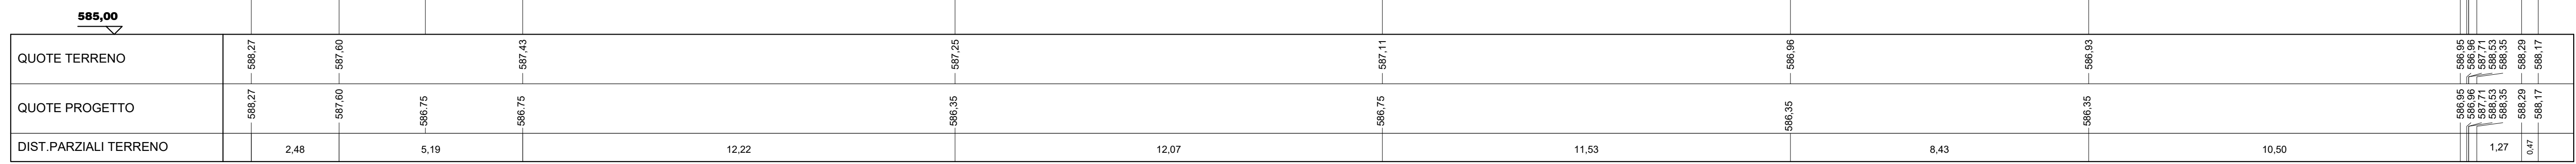 585,00
QUOTE TERRENO 588,27 587,60 587,43 587,25 587,11 586,96 586,93 586,95 586,96 587,71 588,53 588,35 588,29 588,17
QUOTE PROGETTO 588,27 587,60 586.75 586.75 586,35 586,75 586,35 586,35 586,95 586,96 587,71 588,53 588,35 588,29 588,17
DIST.PARZIALI TERRENO 2,48 5,19 12,22 12,07 11,53 8,43 10,50 1,27 0,47